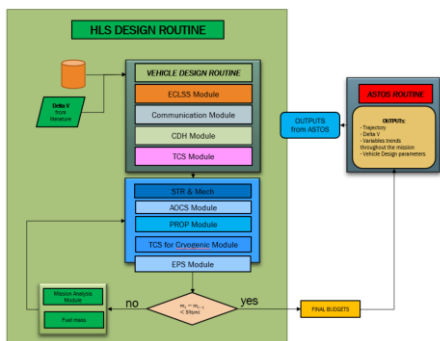 HLS DESIGN ROUTINE
VEHICLE DESIGN ROUTINE
ECLSS Module
Communication Module
CDH Module
TCS Module
Delta V
from
literature
STR & Mech
AOCS Module
PROP Module
TCS for Cryogenic Module
EPS Module
Mission Analysis
Module
Fuel mass
no
yes
FINAL BUDGETS
OUTPUTS
from ASTOS
ASTOS ROUTINE
OUTPUTS:
- Trajectory
- Delta V
- Variables trends
throughout the mission
- Vehicle Design parameters